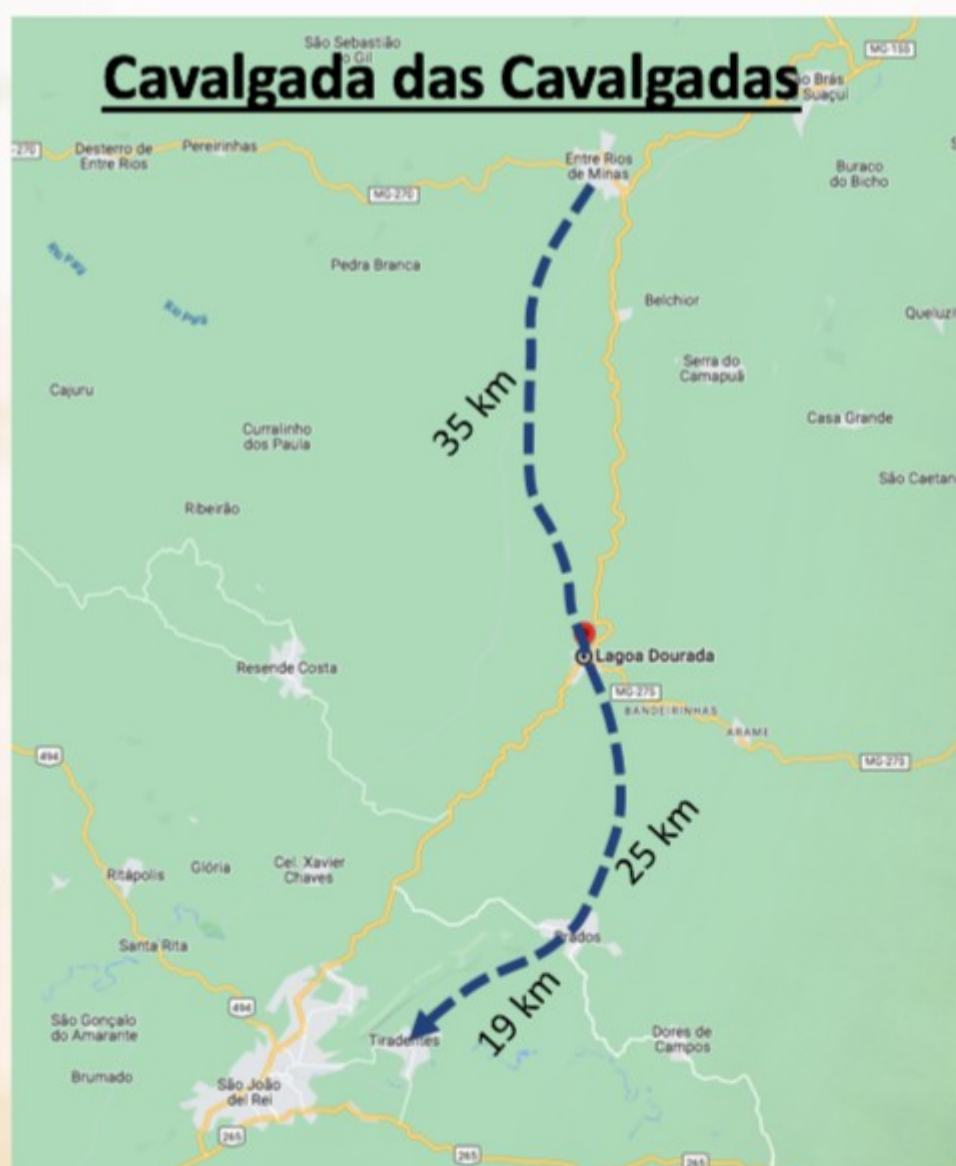 Cavalgada das Cavalgadas
São Sebastião
o Gil
MG-155
o Brás
Suaçuí
-270
Desterro de
Entre Rios
Pereirinhas
MG-270
Entre Rios
de Minas
Buraco
do Bicho
Pedra Branca
Belchior
Queluzi
Serra do
Camapuã
Cajuru
Casa Grande
35 km
Curralinho
dos Paula
São Caetan
Ribeirão
Lagoa Dourada
Resende Costa
MG-275
BANDEIRINHAS
ARAME
494
MG-275
25 km
Ritápolis
Glória
Cel. Xavier
Chaves
Santa Rita
Prados
494
19 km
São Gonçalo
do Amarante
Tiradentes
Dores de
Campos
Brumado
São João
del Rei
265
265
265